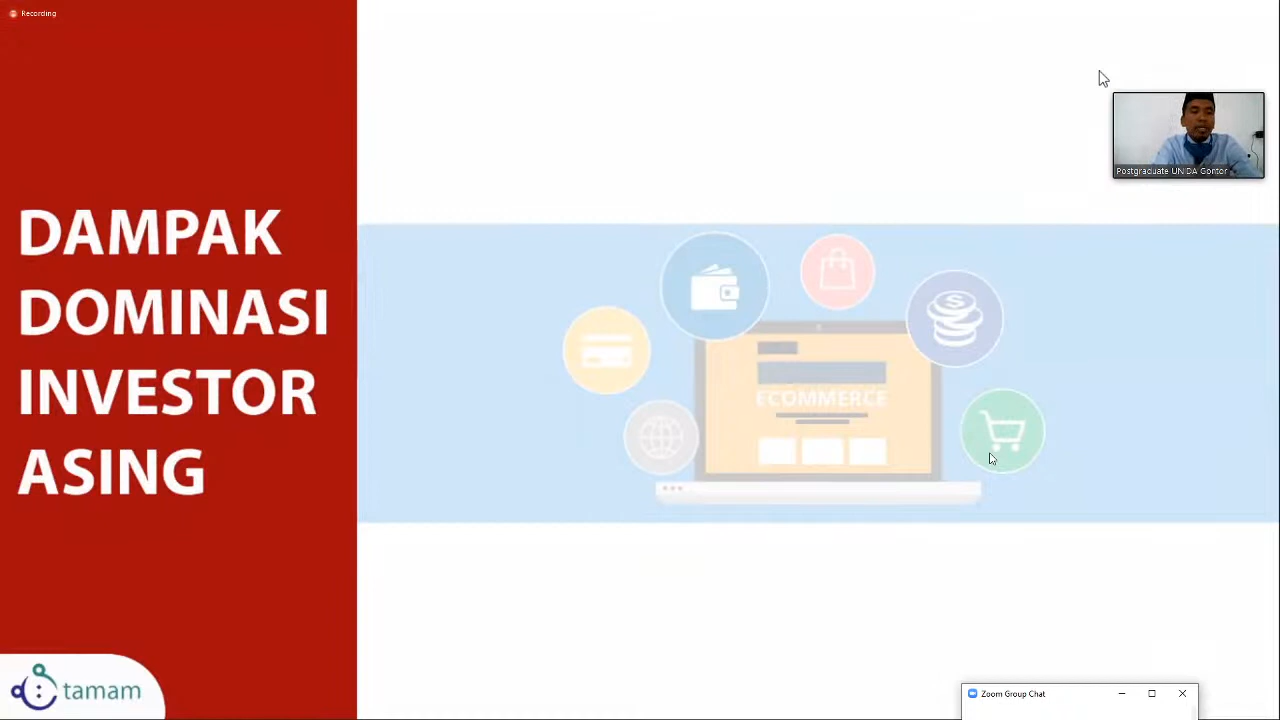 Recording
DAMPAK
DOMINASI
INVESTOR
ASING
ECOMMERCE
Postgraduate UNIDA Gontor
tamam
Zoom Group Chat